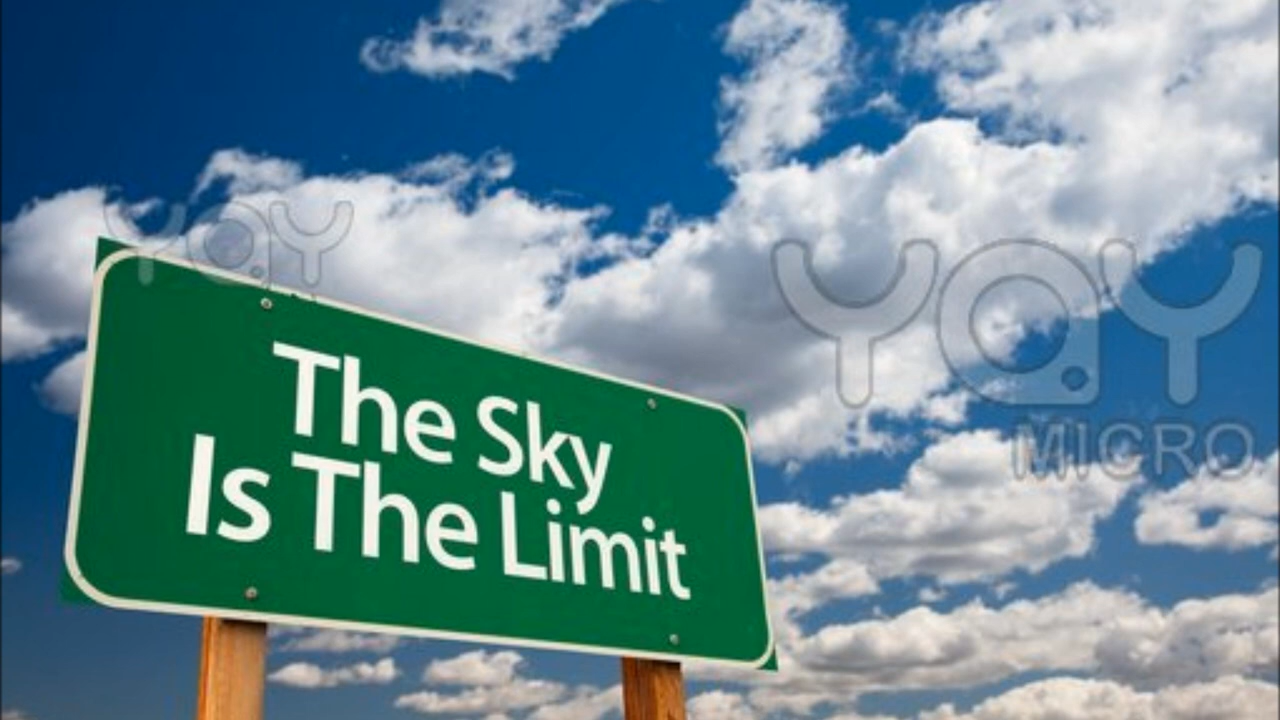 YAY
YAY
MICRO
The Sky
Is The Limit